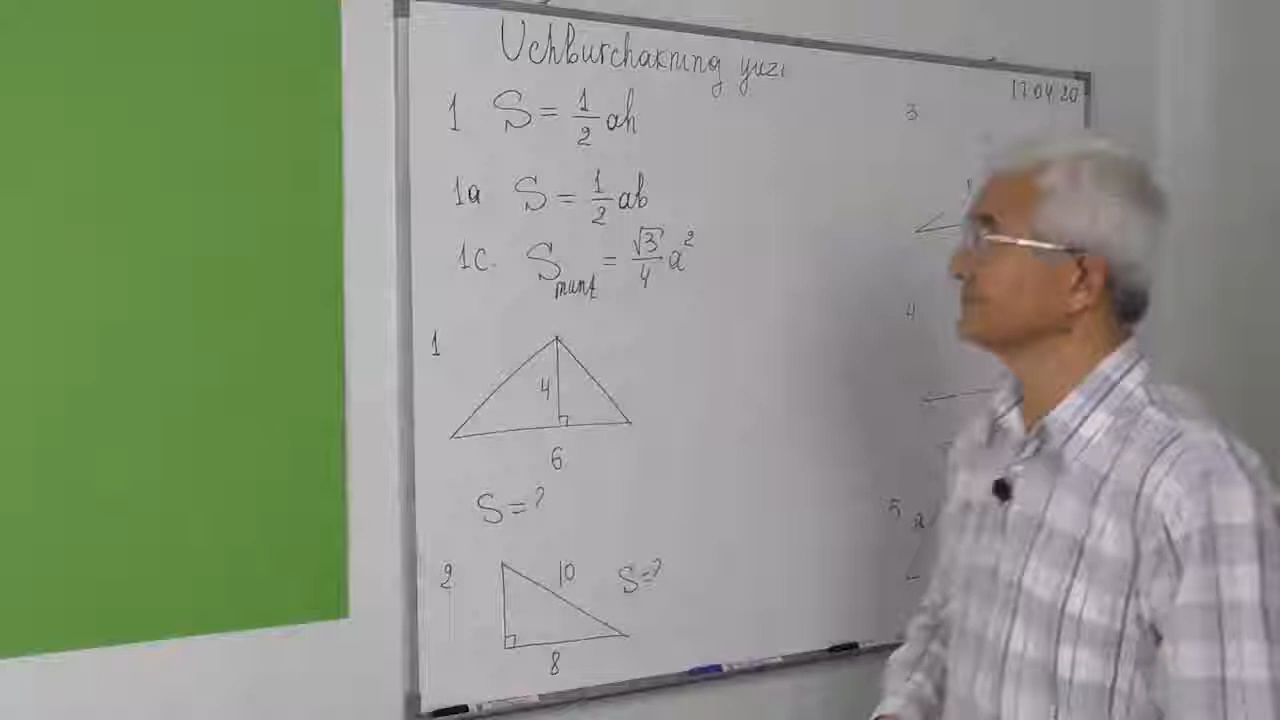 Uchburchakning yuzi
17.04.20
1 S = 1/2 ah
1a S = 1/2 ab
1c. Smunt = √3/4 a²
1
4
6
S = ?
2
10
S = ?
8
3
4
5